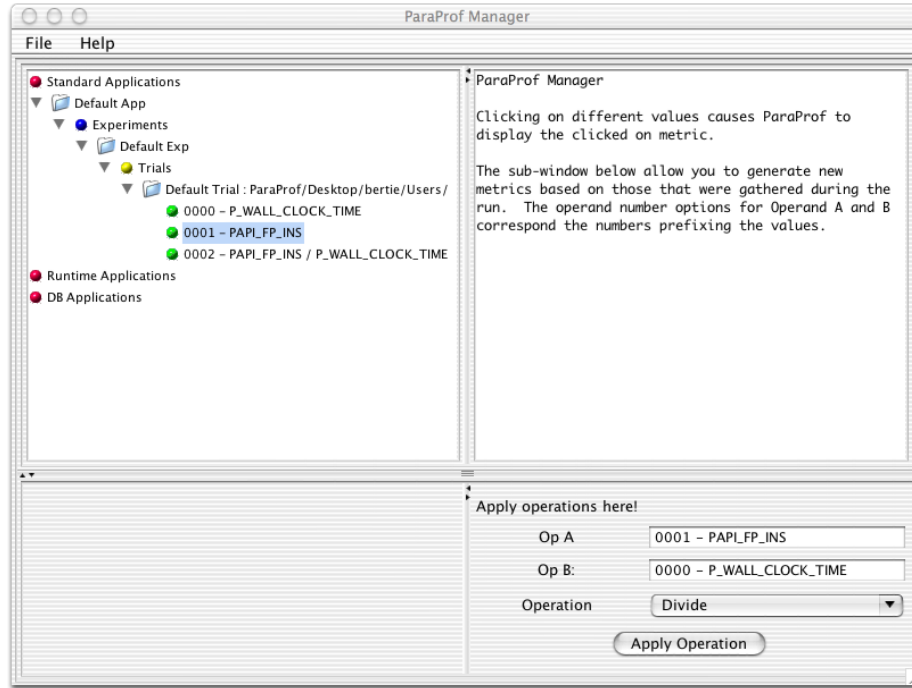 ParaProf Manager
File Help
Standard Applications
Default App
Experiments
Default Exp
Trials
Default Trial : ParaProf/Desktop/bertie/Users/
0000 - P_WALL_CLOCK_TIME
0001 - PAPI_FP_INS
0002 - PAPI_FP_INS / P_WALL_CLOCK_TIME
Runtime Applications
DB Applications
ParaProf Manager
Clicking on different values causes ParaProf to
display the clicked on metric.
The sub-window below allow you to generate new
metrics based on those that were gathered during the
run. The operand number options for Operand A and B
correspond the numbers prefixing the values.
Apply operations here!
Op A 0001 - PAPI_FP_INS
Op B: 0000 - P_WALL_CLOCK_TIME
Operation Divide
Apply Operation